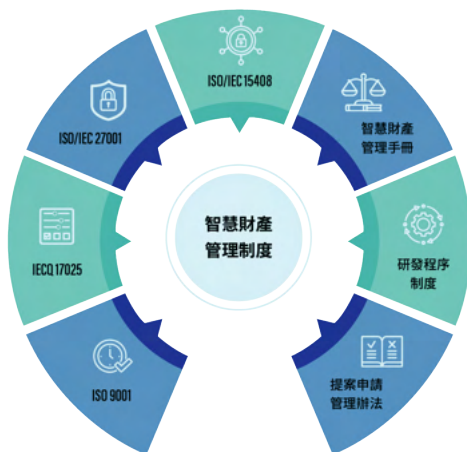 ISO/IEC 15408
ISO/IEC 27001
智慧財產
管理手冊
智慧財產
管理制度
IECQ 17025
研發程序
制度
ISO 9001
提案申請
管理辦法